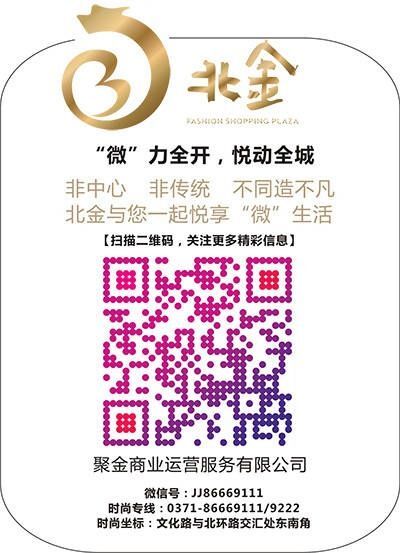 北金
FASHION SHOPPING PLAZA
“微”力全开，悦动全城
非中心 非传统 不同造不凡
北金与您一起悦享“微”生活
【扫描二维码，关注更多精彩信息】
聚金商业运营服务有限公司
微信号：JJ86669111
时尚专线：0371-86669111/9222
时尚坐标：文化路与北环路交汇处东南角